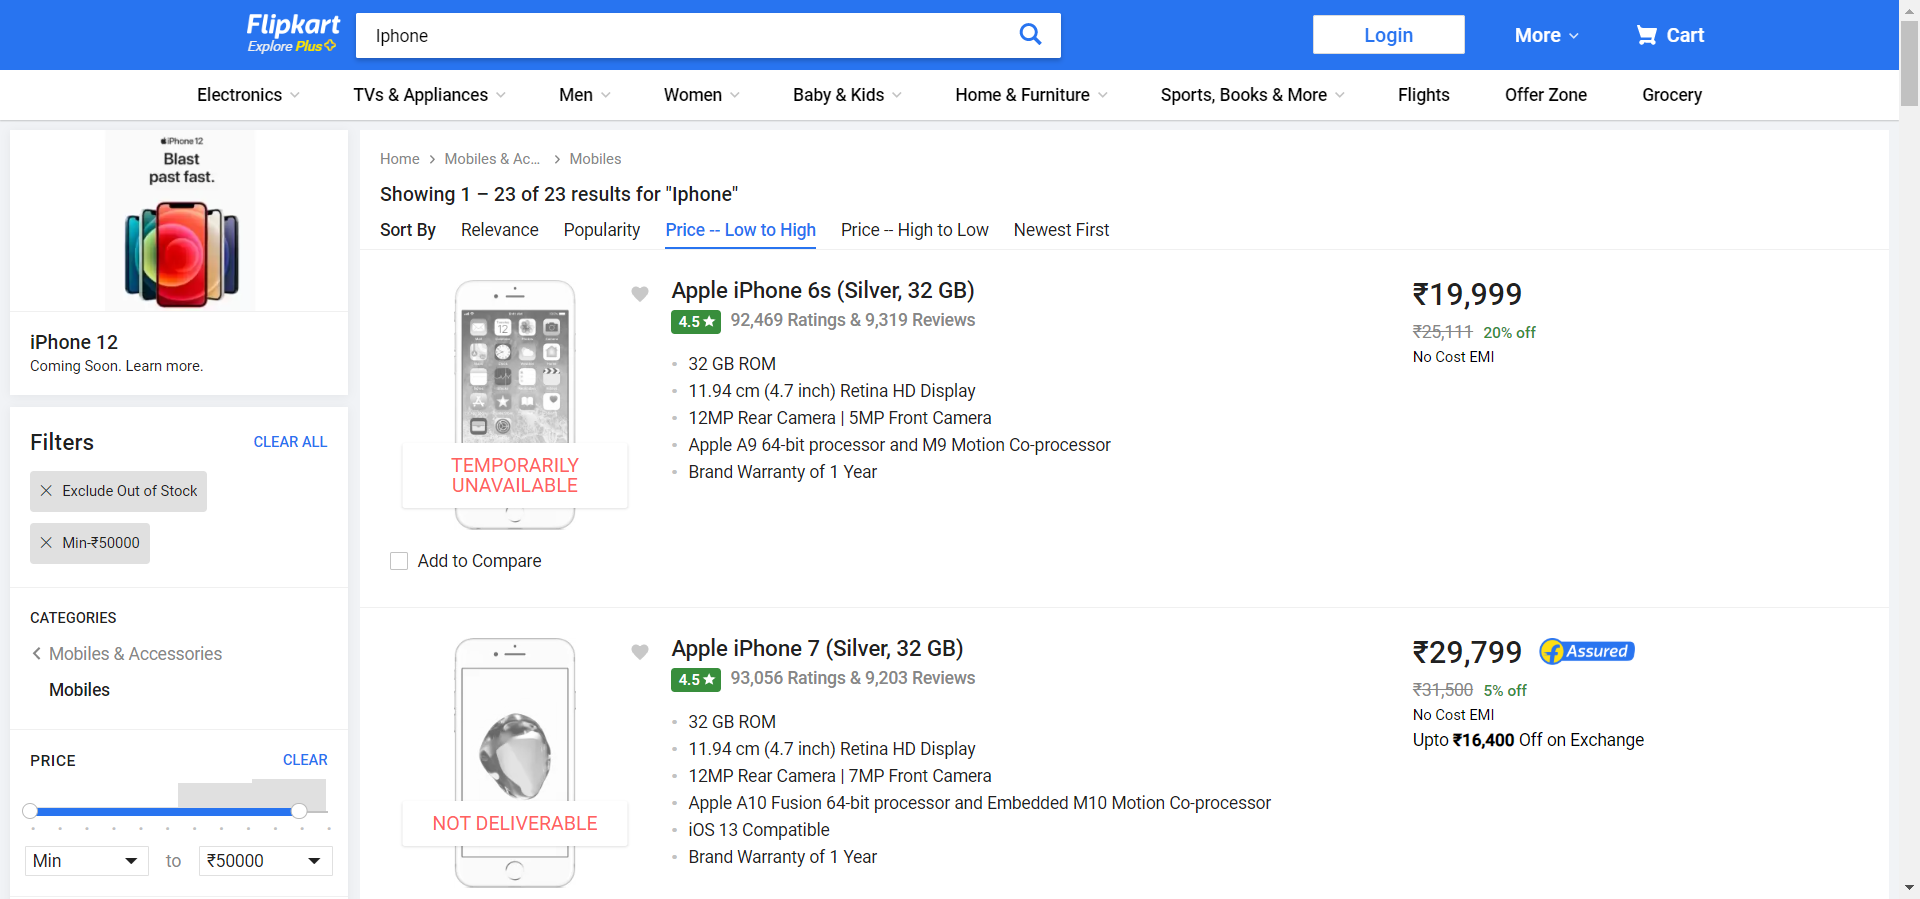 Flipkart
Explore Plus
Iphone
Login
More
Cart
Electronics
TVs & Appliances
Men
Women
Baby & Kids
Home & Furniture
Sports, Books & More
Flights
Offer Zone
Grocery
iPhone 12
Blast
past fast.
iPhone 12
Coming Soon. Learn more.
Filters
CLEAR ALL
Exclude Out of Stock
Min-₹50000
CATEGORIES
Mobiles & Accessories
Mobiles
PRICE
CLEAR
Min
to
₹50000
Home
Mobiles & Ac...
Mobiles
Showing 1 – 23 of 23 results for "Iphone"
Sort By
Relevance
Popularity
Price -- Low to High
Price -- High to Low
Newest First
TEMPORARILY
UNAVAILABLE
Add to Compare
Apple iPhone 6s (Silver, 32 GB)
4.5★ 92,469 Ratings & 9,319 Reviews
32 GB ROM
11.94 cm (4.7 inch) Retina HD Display
12MP Rear Camera | 5MP Front Camera
Apple A9 64-bit processor and M9 Motion Co-processor
Brand Warranty of 1 Year
₹19,999
₹25,111 20% off
No Cost EMI
NOT DELIVERABLE
Apple iPhone 7 (Silver, 32 GB)
4.5★ 93,056 Ratings & 9,203 Reviews
32 GB ROM
11.94 cm (4.7 inch) Retina HD Display
12MP Rear Camera | 7MP Front Camera
Apple A10 Fusion 64-bit processor and Embedded M10 Motion Co-processor
iOS 13 Compatible
Brand Warranty of 1 Year
₹29,799
Assured
₹31,500 5% off
No Cost EMI
Upto ₹16,400 Off on Exchange